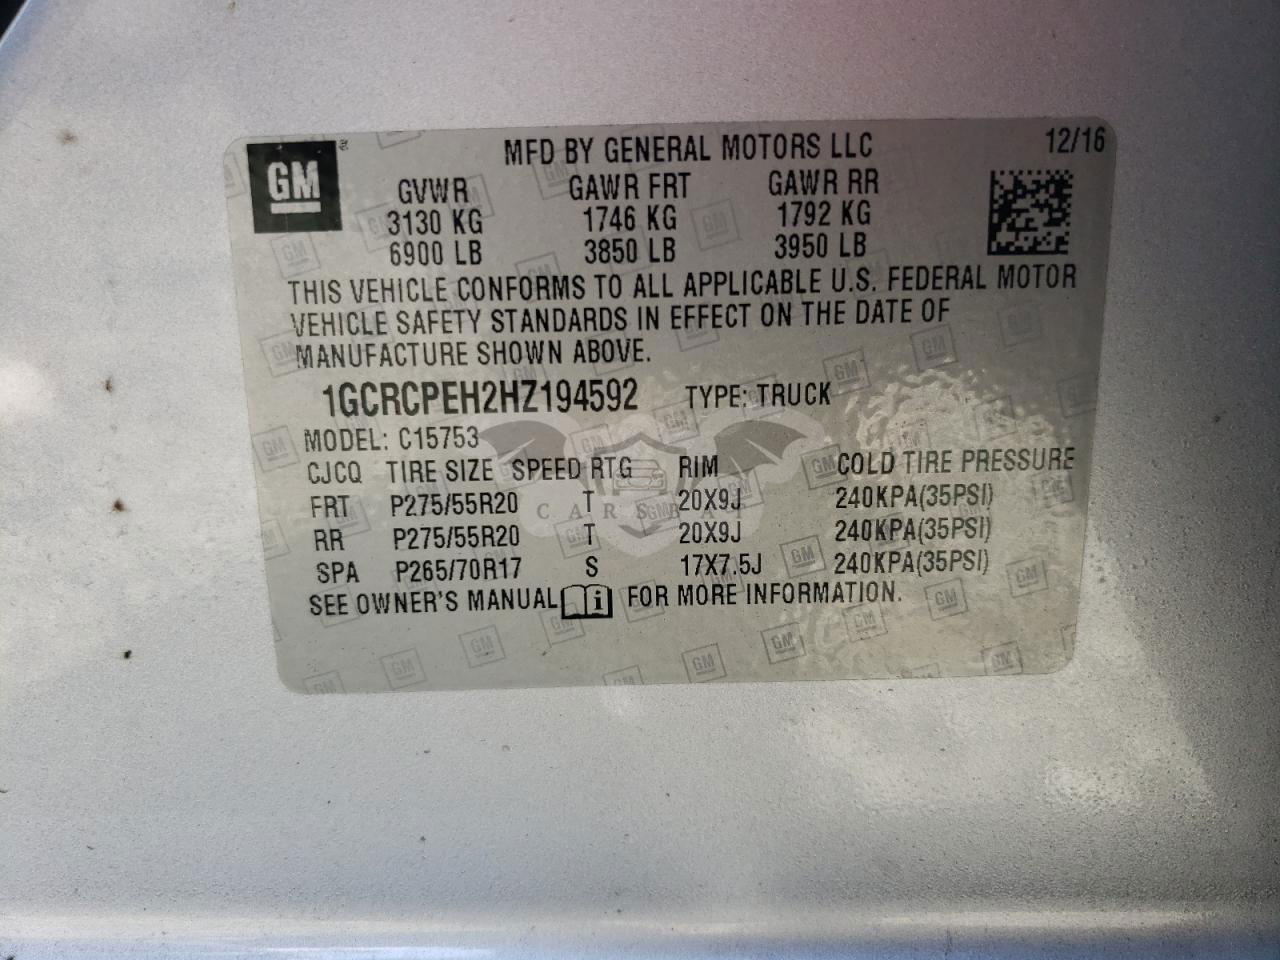 GM
MFD BY GENERAL MOTORS LLC 12/16
GVWR GAWR FRT GAWR RR
3130 KG 1746 KG 1792 KG
6900 LB 3850 LB 3950 LB
THIS VEHICLE CONFORMS TO ALL APPLICABLE U.S. FEDERAL MOTOR
VEHICLE SAFETY STANDARDS IN EFFECT ON THE DATE OF
MANUFACTURE SHOWN ABOVE.
1GCRCPEH2HZ194592 TYPE: TRUCK
MODEL: C15753
CJCQ TIRE SIZE SPEED RTG RIM COLD TIRE PRESSURE
FRT P275/55R20 T 20X9J 240KPA(35PSI)
RR P275/55R20 T 20X9J 240KPA(35PSI)
SPA P265/70R17 S 17X7.5J 240KPA(35PSI)
SEE OWNER'S MANUAL i FOR MORE INFORMATION.